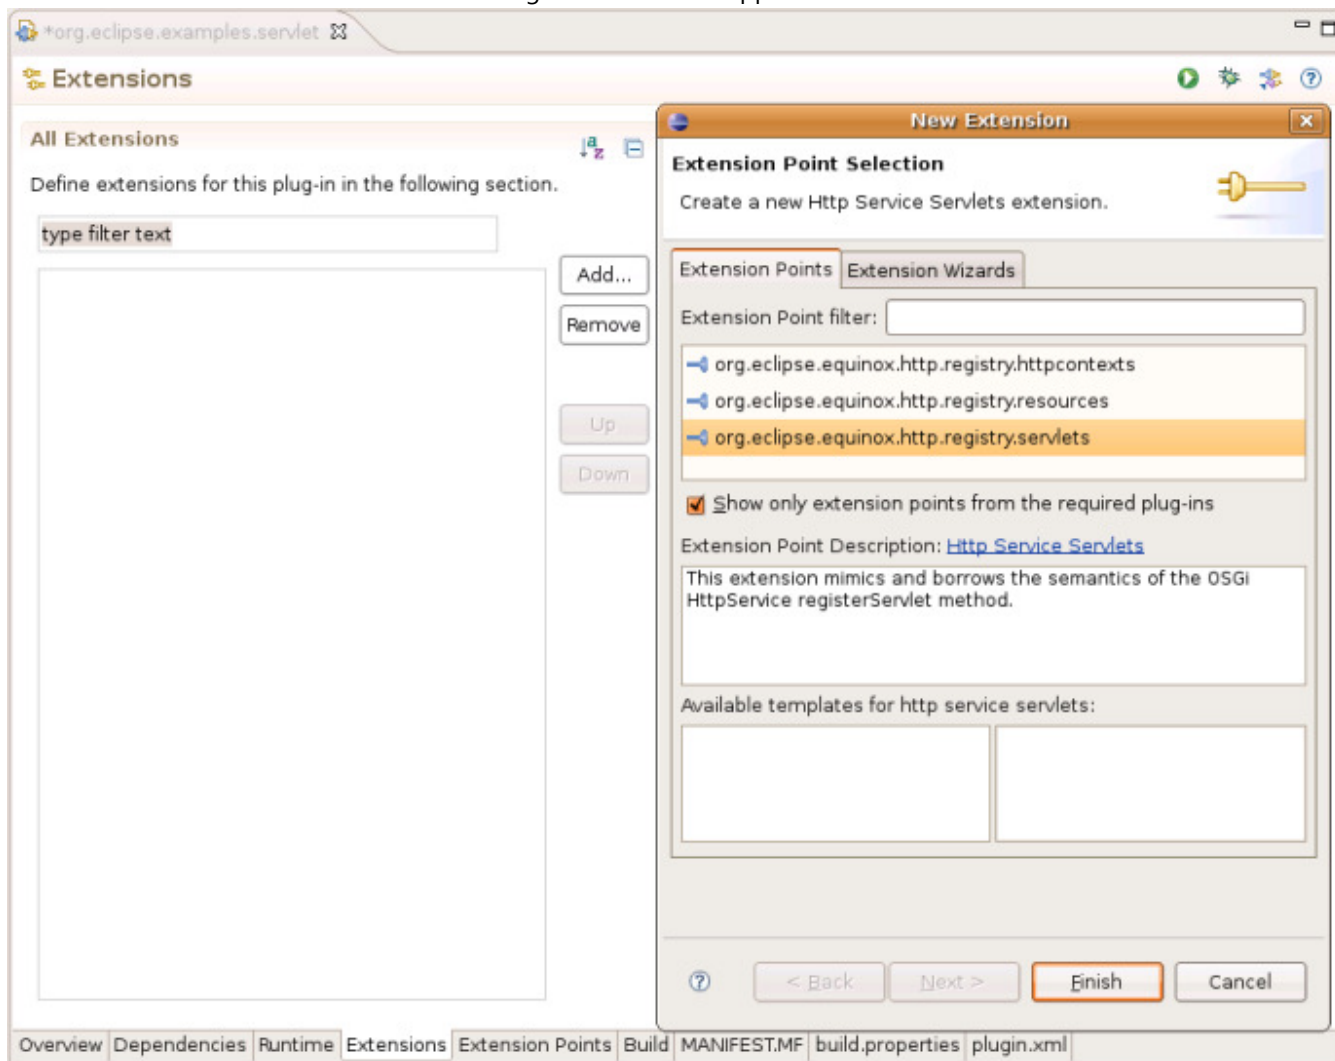 *org.eclipse.examples.servlet
Extensions
All Extensions
Define extensions for this plug-in in the following section.
type filter text
Add...
Remove
Up
Down
New Extension
Extension Point Selection
Create a new Http Service Servlets extension.
Extension Points Extension Wizards
Extension Point filter:
org.eclipse.equinox.http.registry.httpcontexts
org.eclipse.equinox.http.registry.resources
org.eclipse.equinox.http.registry.servlets
Show only extension points from the required plug-ins
Extension Point Description: Http Service Servlets
This extension mimics and borrows the semantics of the OSGi
HttpService registerServlet method.
Available templates for http service servlets:
< Back Next > Finish Cancel
Overview Dependencies Runtime Extensions Extension Points Build MANIFEST.MF build.properties plugin.xml